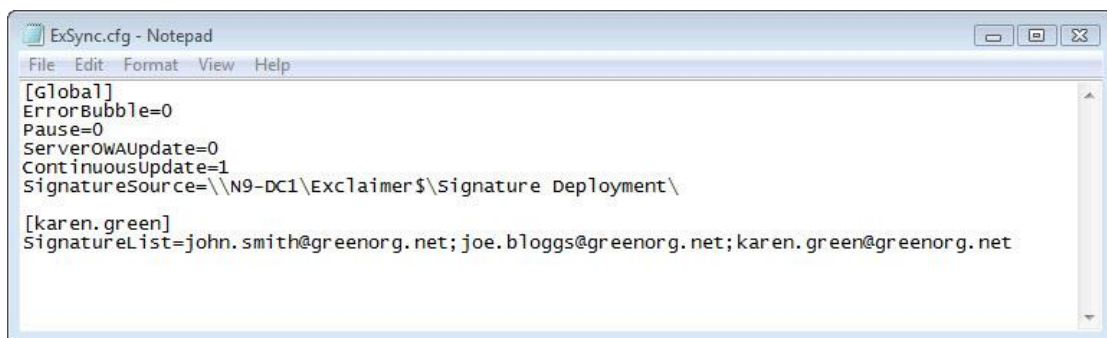 ExSync.cfg - Notepad
File Edit Format View Help
[Global]
ErrorBubble=0
Pause=0
ServerOWAUpdate=0
ContinuousUpdate=1
SignatureSource=\\N9-DC1\Exclaimer$\Signature Deployment\

[karen.green]
SignatureList=john.smith@greenorg.net;joe.bloggs@greenorg.net;karen.green@greenorg.net